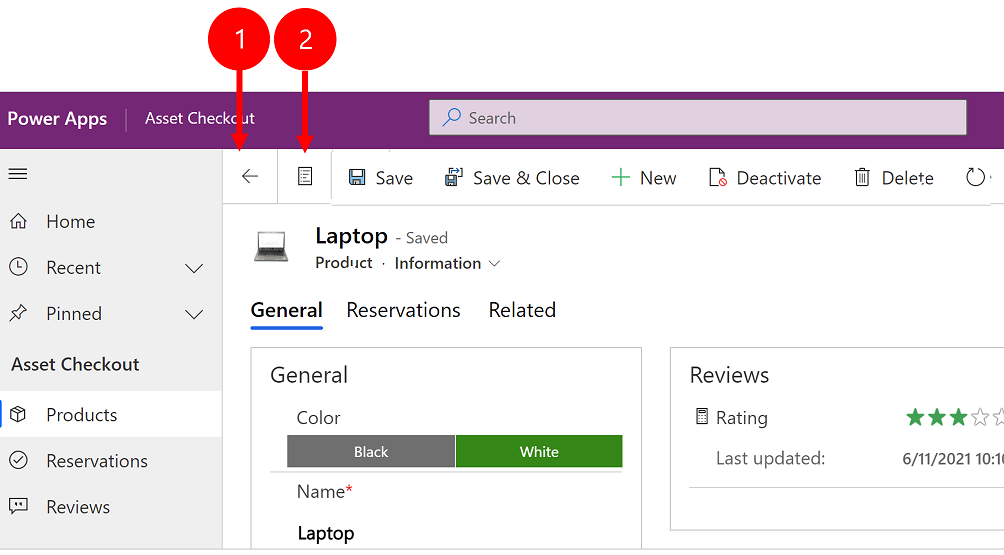 1 2
Power Apps Asset Checkout Search
Save Save & Close New Deactivate Delete
Home
Recent
Pinned
Asset Checkout
Products
Reservations
Reviews
Laptop - Saved
Product · Information
General Reservations Related
General
Color
Black White
Name*
Laptop
Reviews
Rating
Last updated: 6/11/2021 10:10